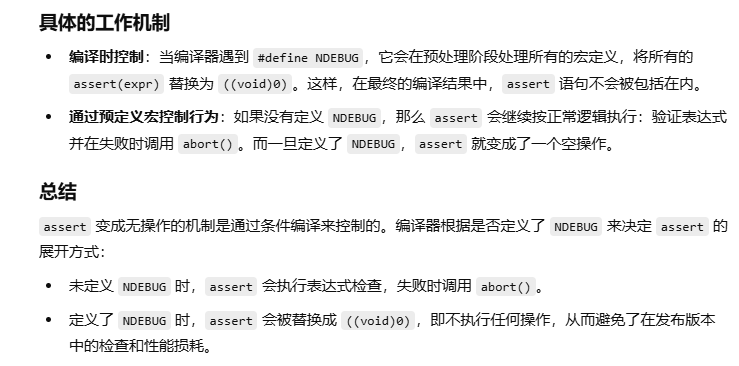 具体的工作机制
• 编译时控制：当编译器遇到 #define NDEBUG，它会在预处理阶段处理所有的宏定义，将所有的
assert(expr) 替换为 ((void)0)。这样，在最终的编译结果中，assert 语句不会被包括在内。
• 通过预定义宏控制行为：如果没有定义 NDEBUG，那么 assert 会继续按正常逻辑执行：验证表达式
并在失败时调用 abort()。而一旦定义了 NDEBUG，assert 就变成了一个空操作。
总结
assert 变成无操作的机制是通过条件编译来控制的。编译器根据是否定义了 NDEBUG 来决定 assert 的
展开方式：
• 未定义 NDEBUG 时，assert 会执行表达式检查，失败时调用 abort()。
• 定义了 NDEBUG 时，assert 会被替换成 ((void)0)，即不执行任何操作，从而避免了在发布版本
中的检查和性能损耗。